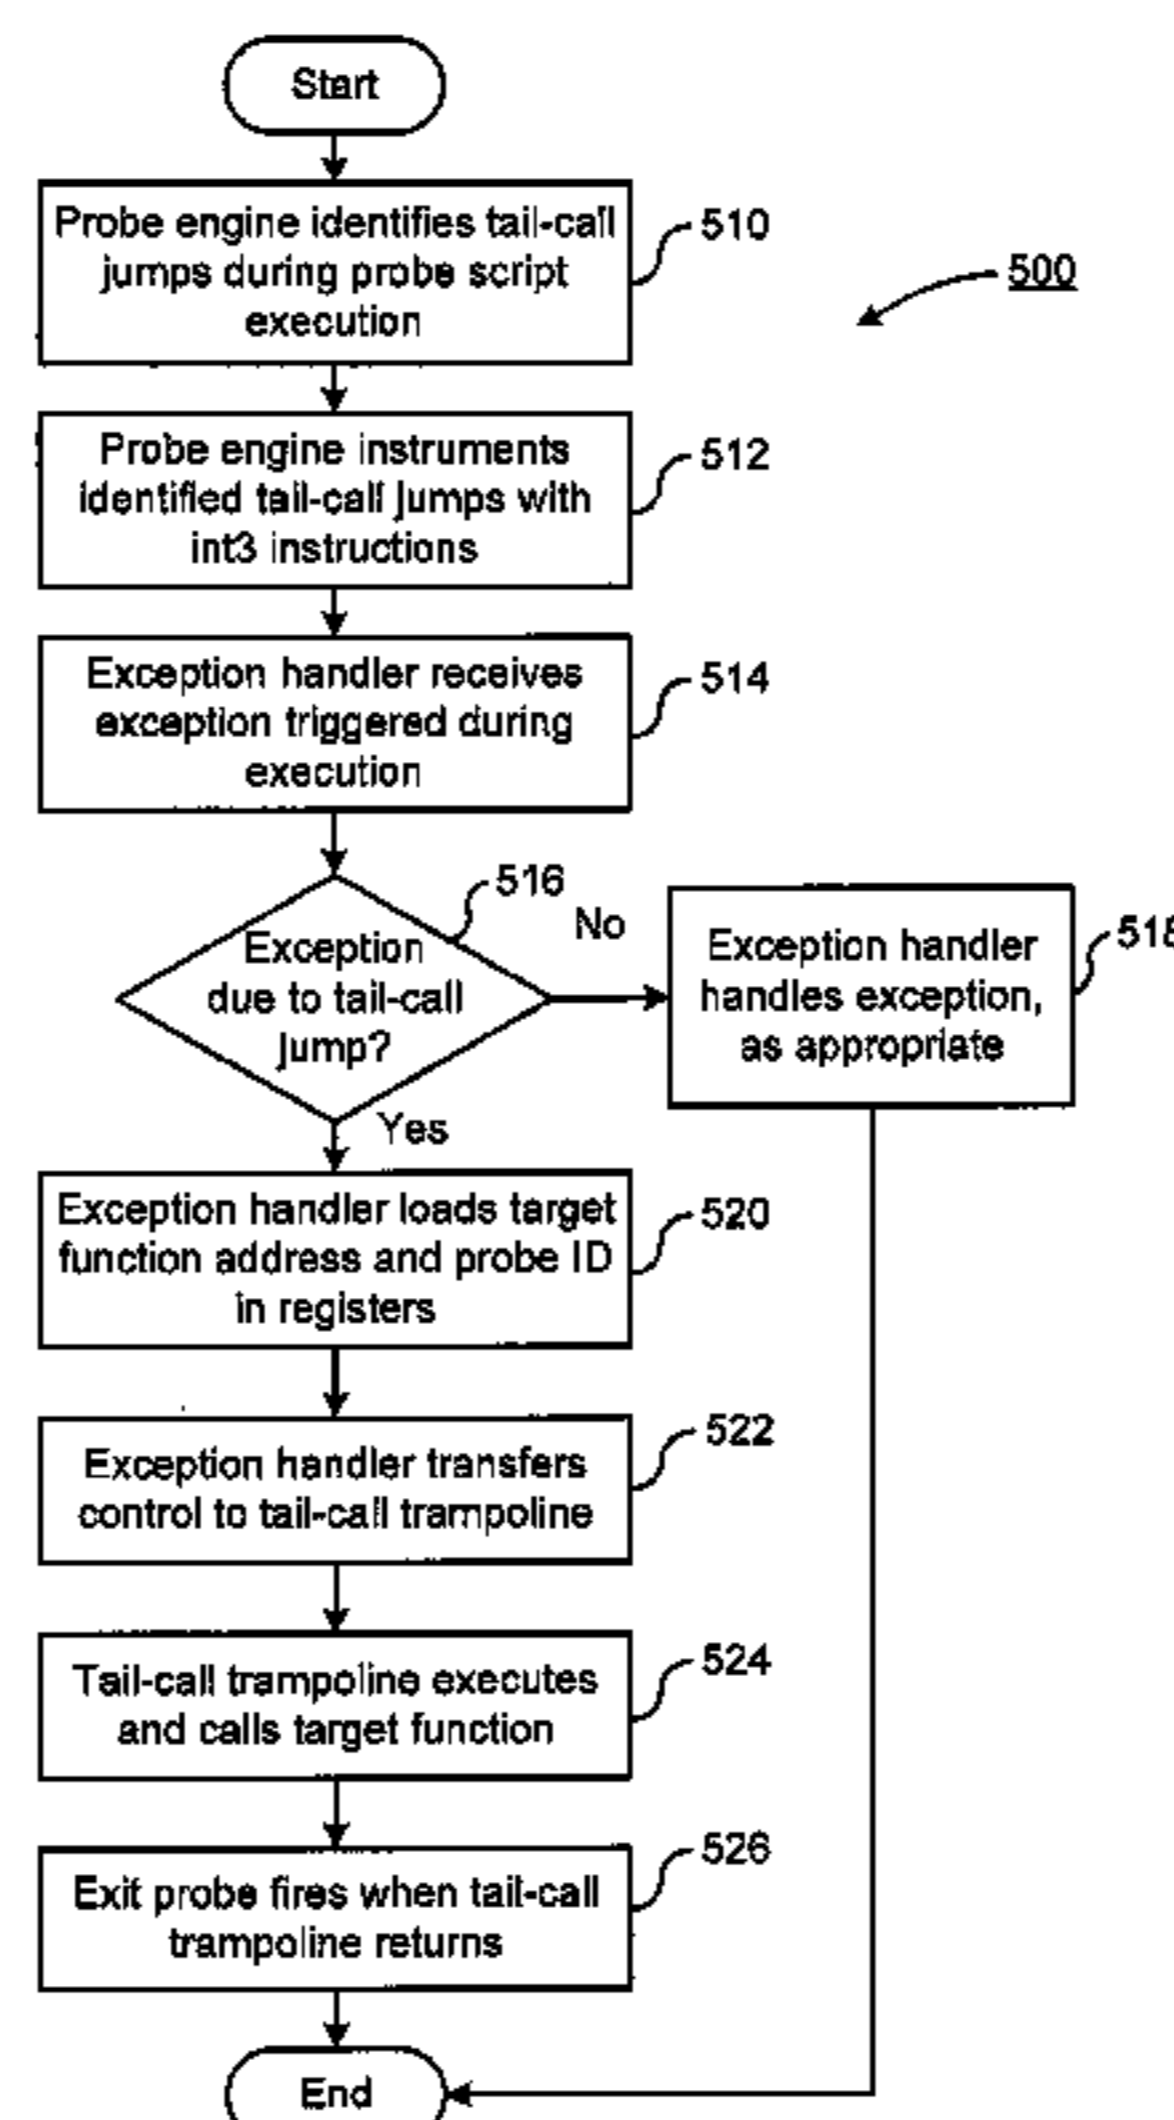 Start
Probe engine identifies tail-call
jumps during probe script
execution
510
500
Probe engine instruments
identified tail-call jumps with
int3 instructions
512
Exception handler receives
exception triggered during
execution
514
516
Exception
due to tail-call
jump?
No
Exception handler
handles exception,
as appropriate
518
Yes
Exception handler loads target
function address and probe ID
in registers
520
Exception handler transfers
control to tail-call trampoline
522
Tail-call trampoline executes
and calls target function
524
Exit probe fires when tail-call
trampoline returns
526
End